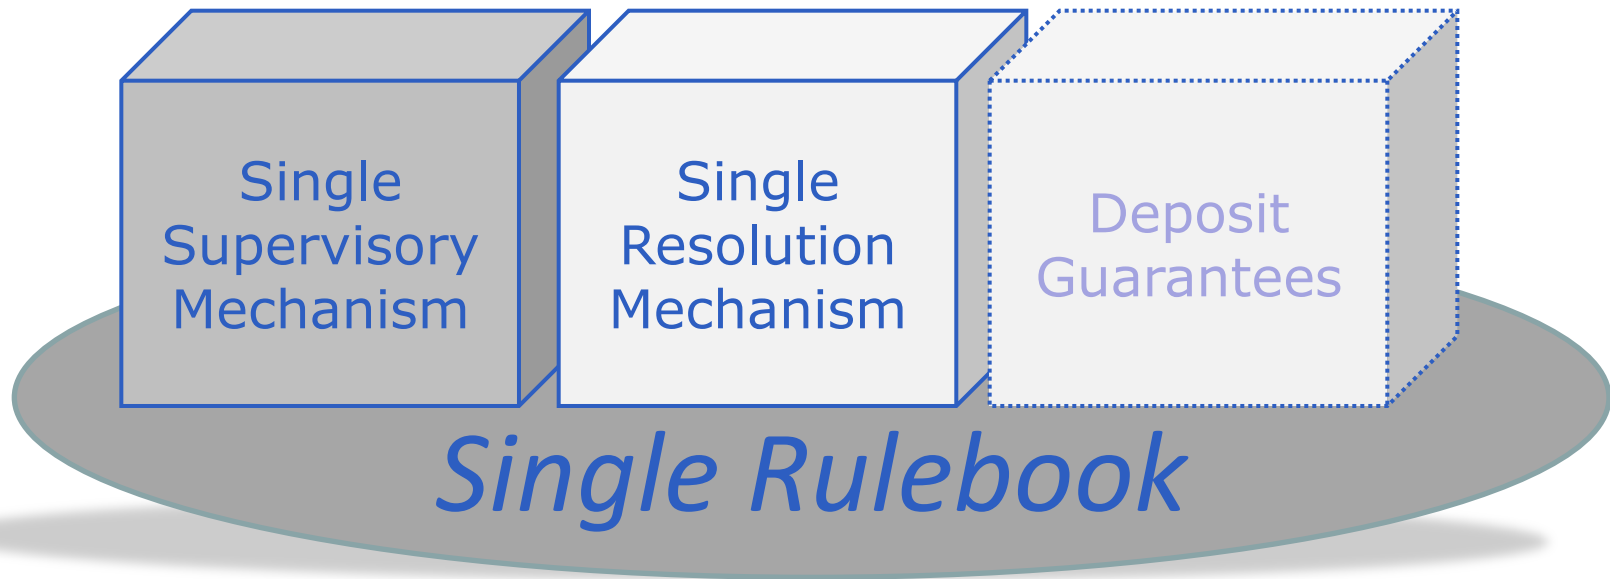 Single
Supervisory
Mechanism
Single
Resolution
Mechanism
Deposit
Guarantees
Single Rulebook